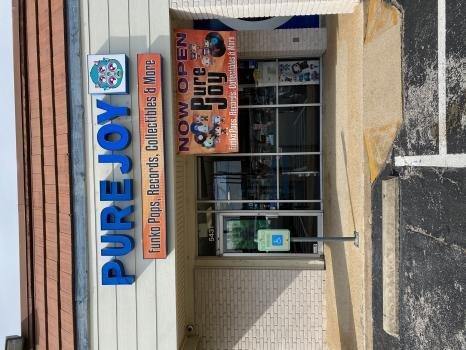 PURE JOY
Funko Pops, Records, Collectibles & More
NOW OPEN
Pure
Joy
Funko Pops, Records, Collectibles & More